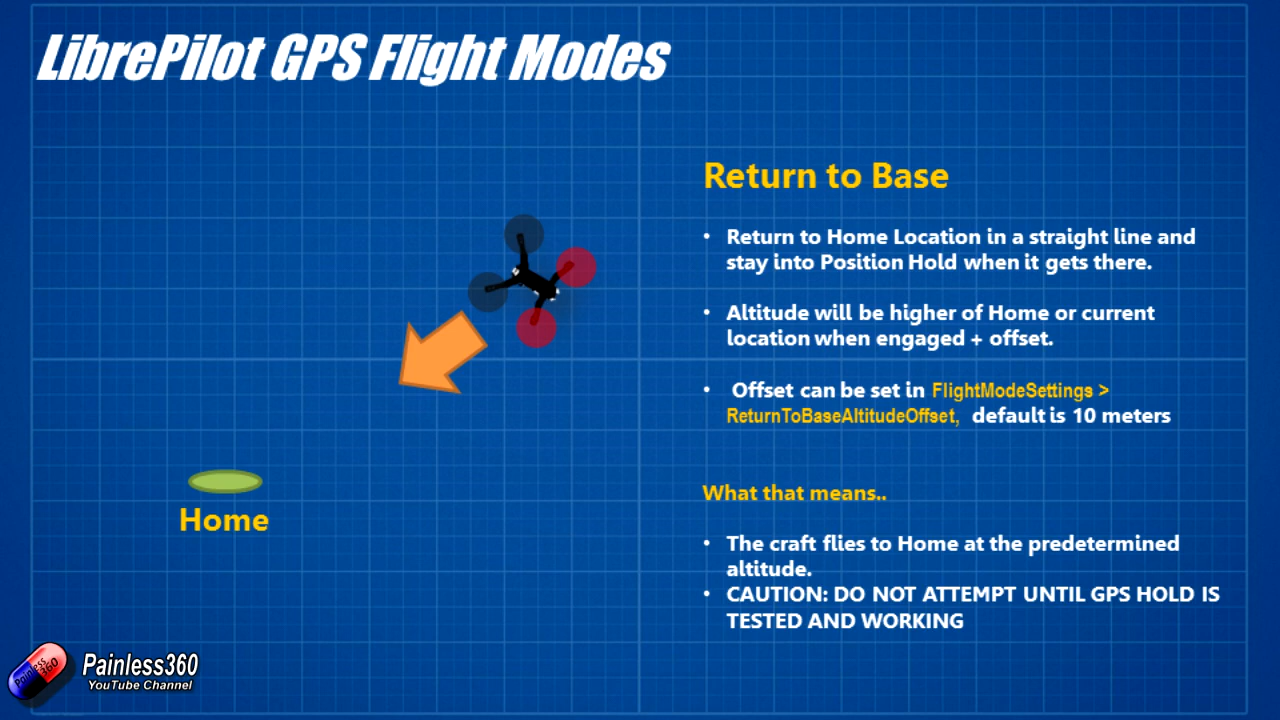 LibrePilot GPS Flight Modes
Return to Base
• Return to Home Location in a straight line and
stay into Position Hold when it gets there.
• Altitude will be higher of Home or current
location when engaged + offset.
• Offset can be set in FlightModeSettings >
ReturnToBaseAltitudeOffset, default is 10 meters
What that means..
• The craft flies to Home at the predetermined
altitude.
• CAUTION: DO NOT ATTEMPT UNTIL GPS HOLD IS
TESTED AND WORKING
Home
Painless
360
Painless360
YouTube Channel